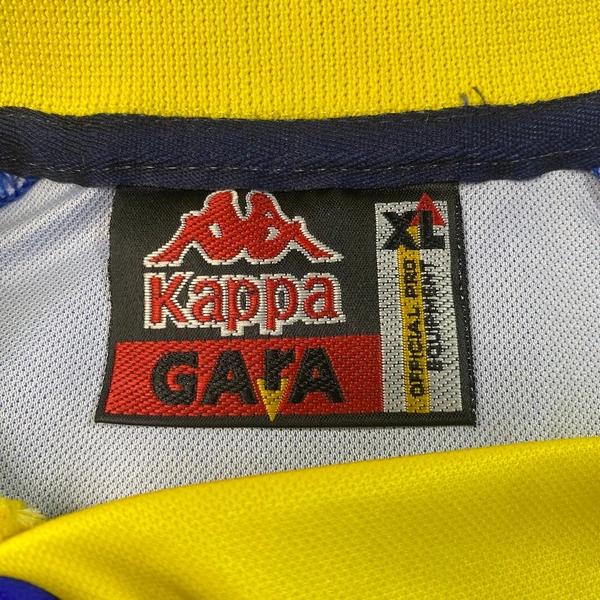 Kappa
GARA
XL
OFFICIAL PRO
EQUIPMENT